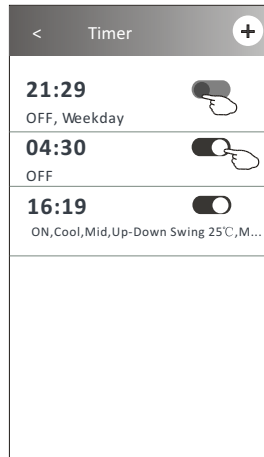 < Timer +
21:29
OFF, Weekday
04:30
OFF
16:19
ON,Cool,Mid,Up-Down Swing 25℃,M...